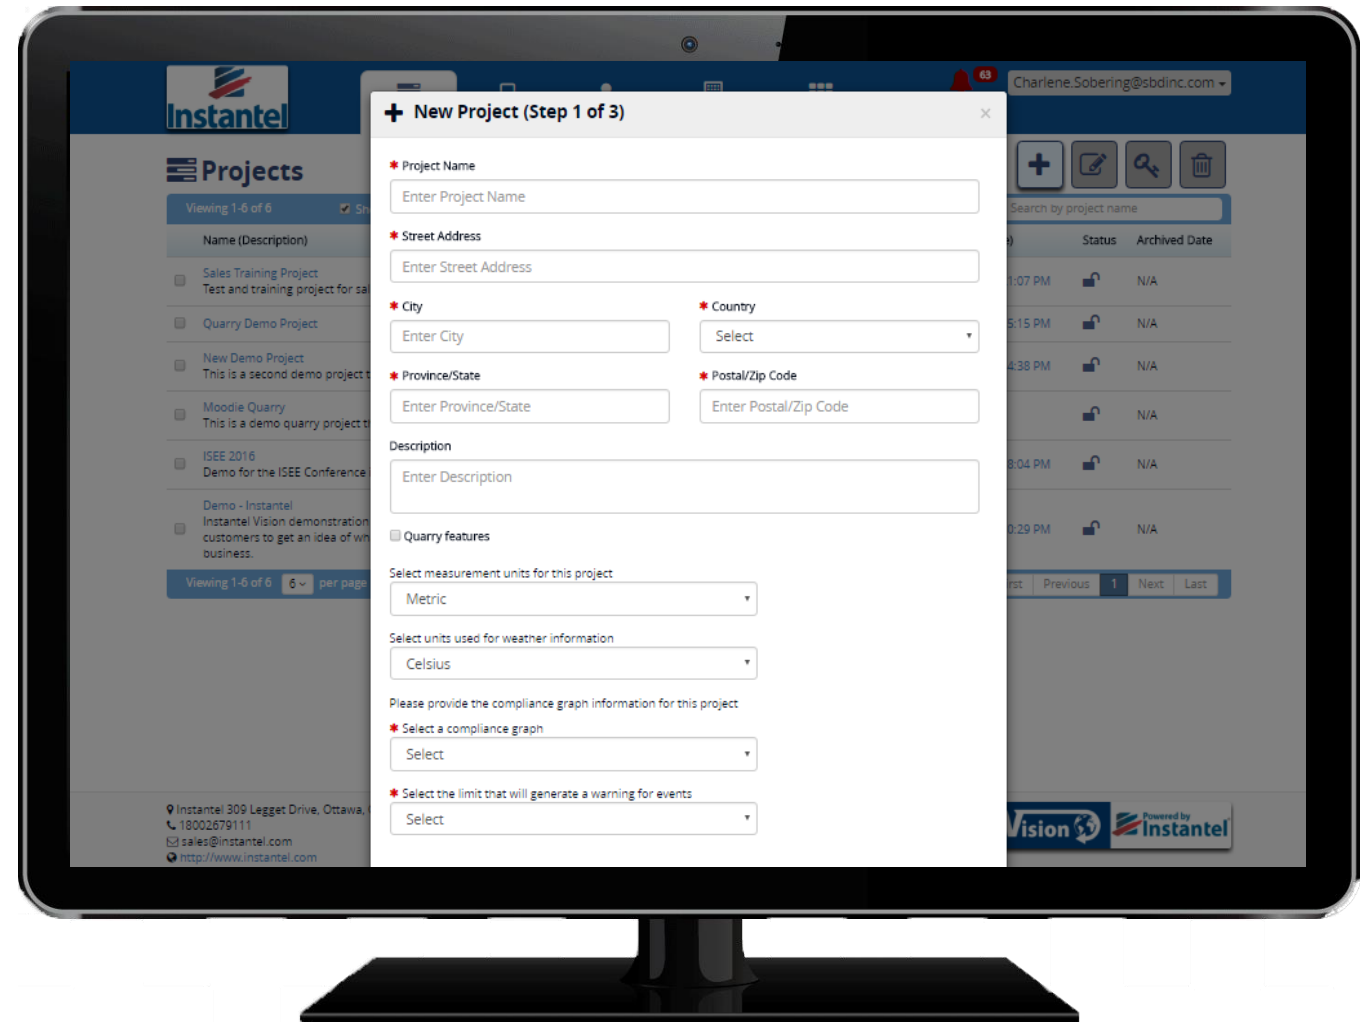 Instantel
63
Charlene.Sobering@sbdinc.com
New Project (Step 1 of 3)
×
Projects
Viewing 1-6 of 6
Search by project name
Name (Description)
Status
Archived Date
Sales Training Project
Test and training project for
1:07 PM
N/A
Quarry Demo Project
5:15 PM
N/A
New Demo Project
This is a second demo project
4:38 PM
N/A
Moodie Quarry
This is a demo quarry project
N/A
ISEE 2016
Demo for the ISEE Conference
8:04 PM
N/A
Demo - Instantel
Instantel Vision demonstration
customers to get an idea of
business.
0:29 PM
N/A
Viewing 1-6 of 6 6 per page
Previous 1 Next Last
* Project Name
Enter Project Name
* Street Address
Enter Street Address
* City
* Country
Enter City
Select
* Province/State
* Postal/Zip Code
Enter Province/State
Enter Postal/Zip Code
Description
Enter Description
Quarry features
Select measurement units for this project
Metric
Select units used for weather information
Celsius
Please provide the compliance graph information for this project
* Select a compliance graph
Select
* Select the limit that will generate a warning for events
Select
Instantel 309 Legget Drive, Ottawa,
18002679111
sales@instantel.com
http://www.instantel.com
Vision
Powered by
Instantel